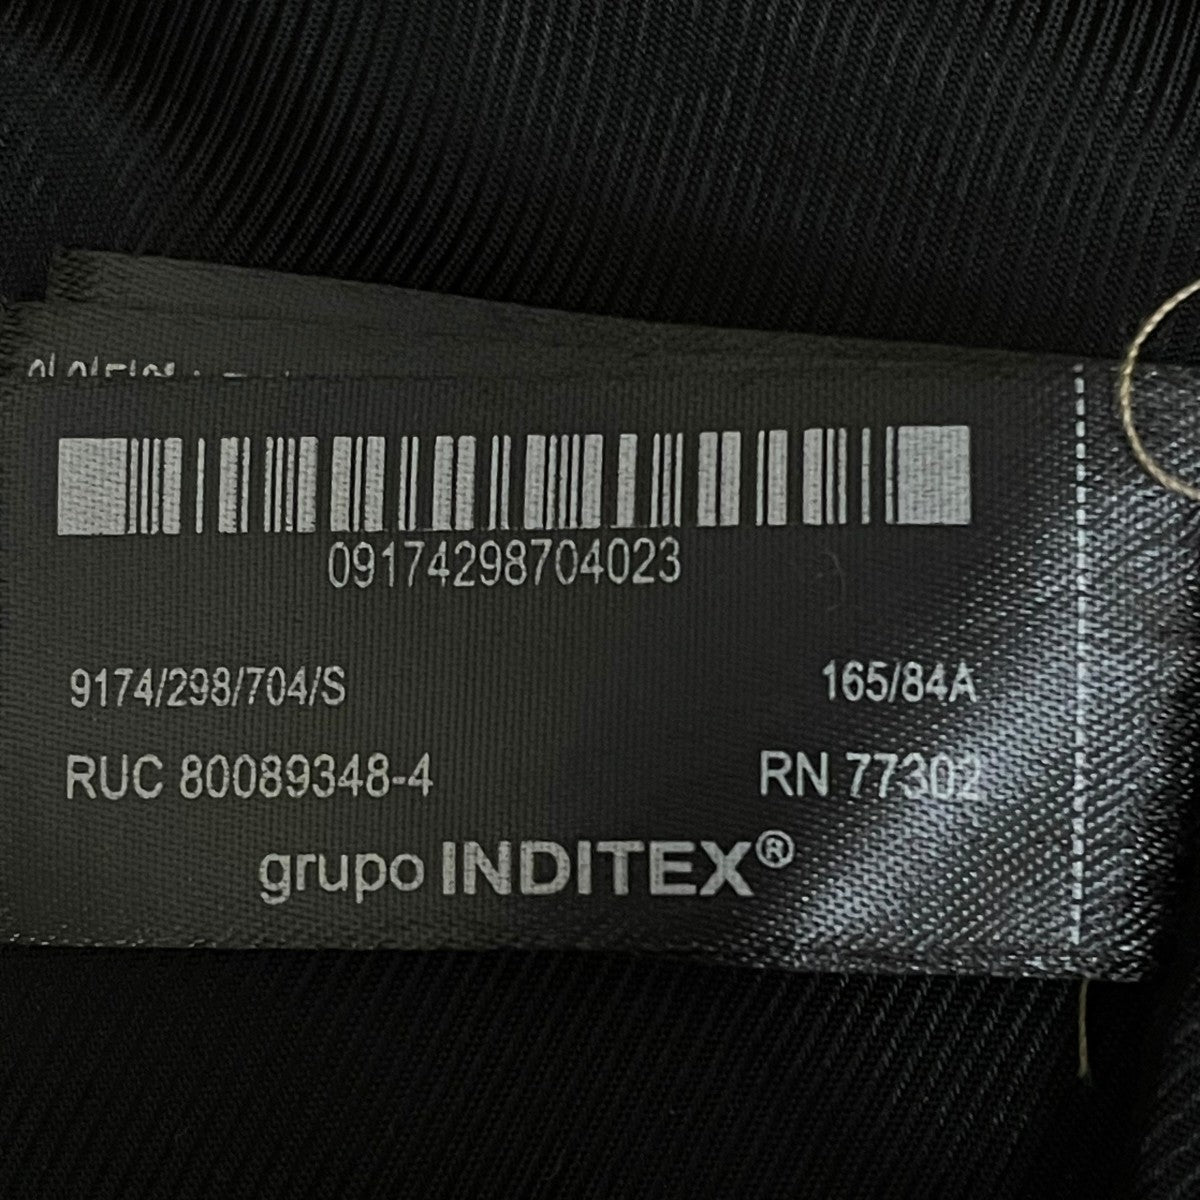 09174298704023
9174/298/704/S 165/84A
RUC 80089348-4 RN 77302
grupo INDITEX®